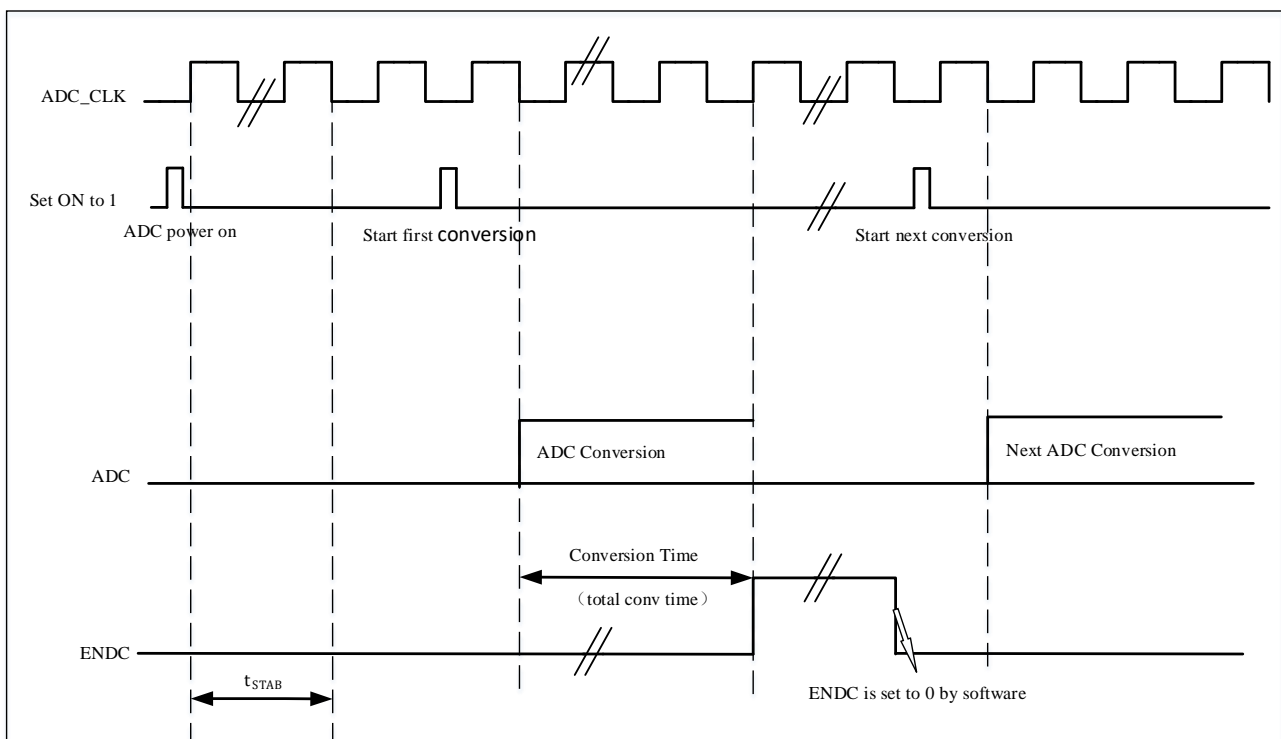 ADC_CLK
Set ON to 1
ADC power on
Start first conversion
Start next conversion
ADC Conversion
Next ADC Conversion
ADC
Conversion Time
（total conv time）
ENDC
tSTAB
ENDC is set to 0 by software